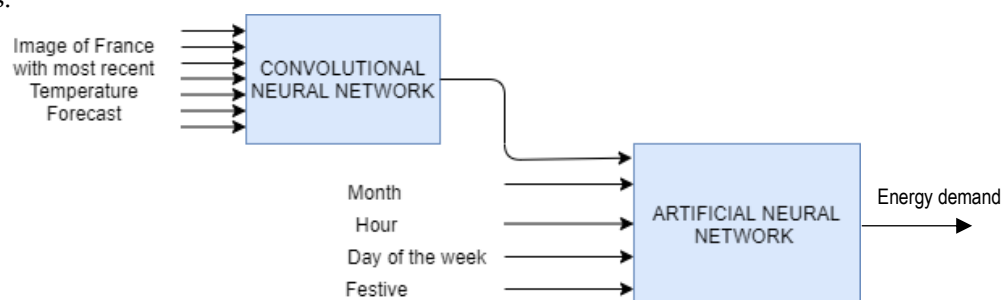 s.
Image of France
with most recent
Temperature
Forecast
CONVOLUTIONAL
NEURAL NETWORK
Month
Hour
Day of the week
Festive
ARTIFICIAL NEURAL
NETWORK
Energy demand